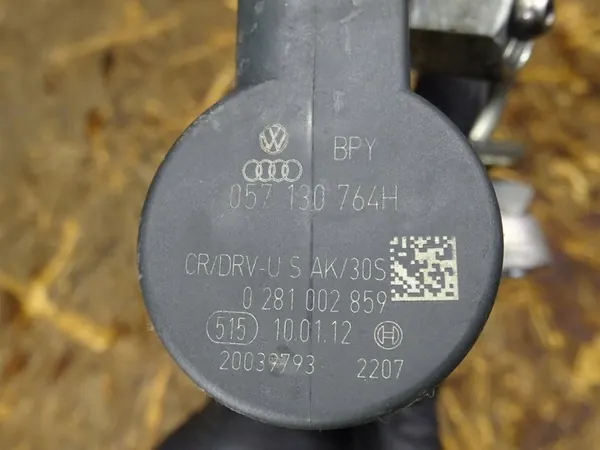 BPY
057 130 764H
CR/DRV-U S AK/30S
0 281 002 859
515 10.01.12
20039793 2207